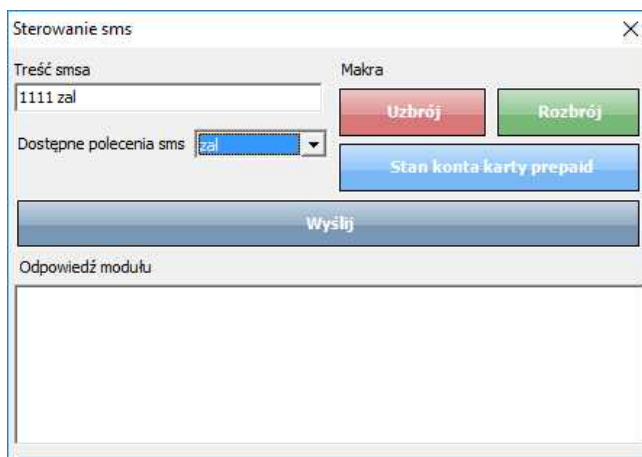 Sterowanie sms
Treść smsa
Makra
1111 zal
Uzbrój
Rozbrój
Dostępne polecenia sms zal
Stan konta karty prepaid
Wyślij
Odpowiedź modułu